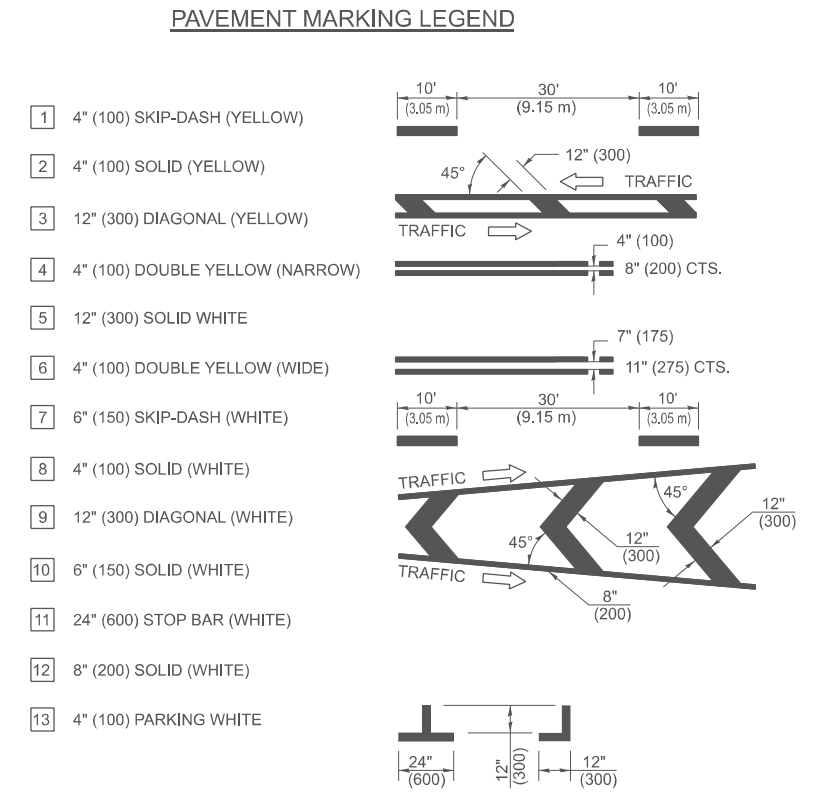 PAVEMENT MARKING LEGEND
1 4" (100) SKIP-DASH (YELLOW)
10' 30' 10'
(3.05 m) (9.15 m) (3.05 m)
2 4" (100) SOLID (YELLOW)
45° 12" (300)
TRAFFIC
3 12" (300) DIAGONAL (YELLOW)
TRAFFIC
4 4" (100) DOUBLE YELLOW (NARROW)
4" (100)
8" (200) CTS.
5 12" (300) SOLID WHITE
6 4" (100) DOUBLE YELLOW (WIDE)
7" (175)
11" (275) CTS.
7 6" (150) SKIP-DASH (WHITE)
10' 30' 10'
(3.05 m) (9.15 m) (3.05 m)
8 4" (100) SOLID (WHITE)
TRAFFIC
45°
9 12" (300) DIAGONAL (WHITE)
12"
(300)
45°
12"
(300)
10 6" (150) SOLID (WHITE)
TRAFFIC
8"
(200)
11 24" (600) STOP BAR (WHITE)
12 8" (200) SOLID (WHITE)
13 4" (100) PARKING WHITE
24"
(600)
12"
(300)
12"
(300)